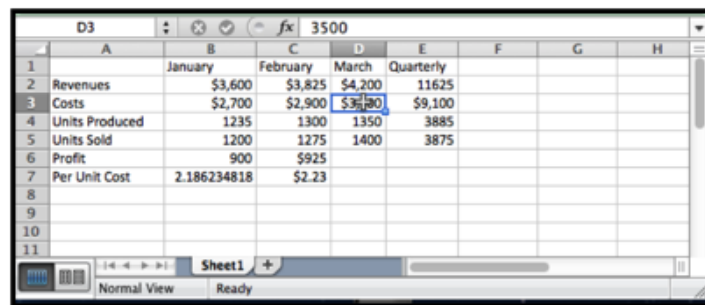 D3 fx 3500
A B C D E F G H
1 January February March Quarterly
2 Revenues $3,600 $3,825 $4,200 11625
3 Costs $2,700 $2,900 $9,100
4 Units Produced 1235 1300 1350 3885
5 Units Sold 1200 1275 1400 3875
6 Profit 900 $925
7 Per Unit Cost 2.186234818 $2.23
8
9
10
11
Sheet1 +
Normal View Ready